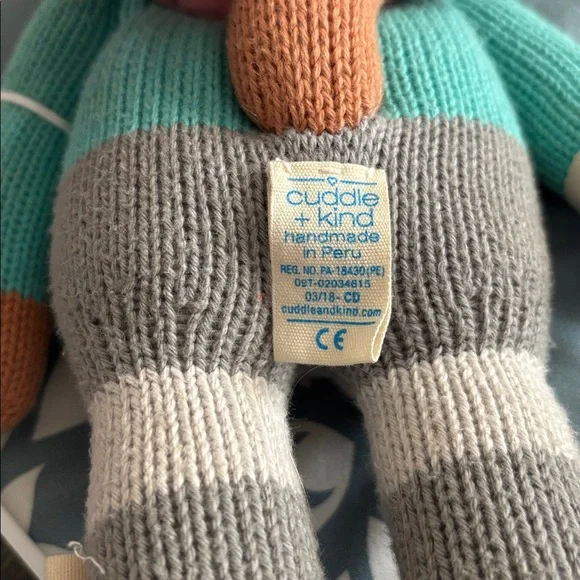 cuddle
+ kind
handmade
in Peru
REG. NO. PA-18430(PE)
09T-02034615
03/18- CD
cuddleandkind.com
CE